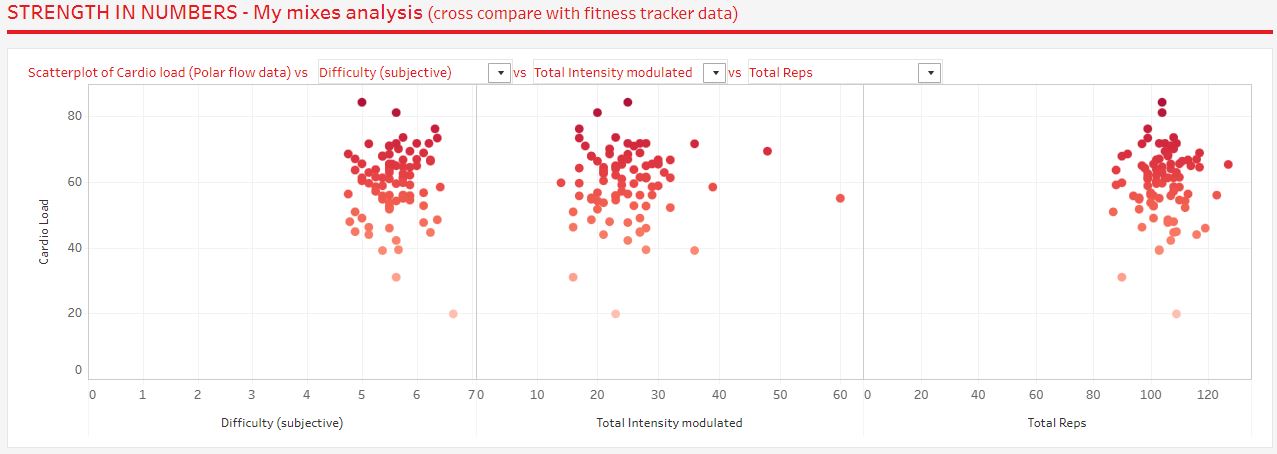 STRENGTH IN NUMBERS - My mixes analysis (cross compare with fitness tracker data)
Scatterplot of Cardio load (Polar flow data) vs Difficulty (subjective) vs Total Intensity modulated vs Total Reps
80
60
40
20
0
Cardio Load
0 1 2 3 4 5 6 7 0 10 20 30 40 50 60 0 20 40 60 80 100 120
Difficulty (subjective) Total Intensity modulated Total Reps